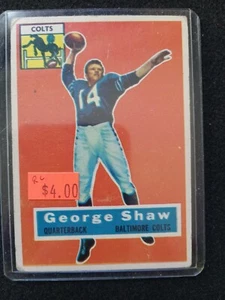 COLTS
14
RC
$4.00
George Shaw
QUARTERBACK BALTIMORE COLTS